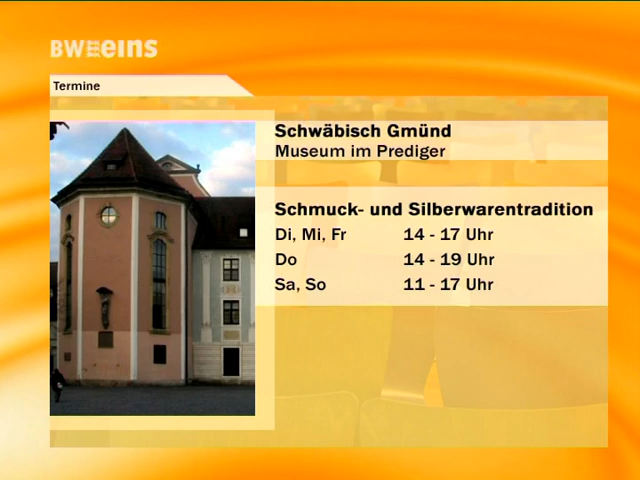 BW eins
Termine
Schwäbisch Gmünd
Museum im Prediger
Schmuck- und Silberwarentradition
Di, Mi, Fr 14 - 17 Uhr
Do 14 - 19 Uhr
Sa, So 11 - 17 Uhr